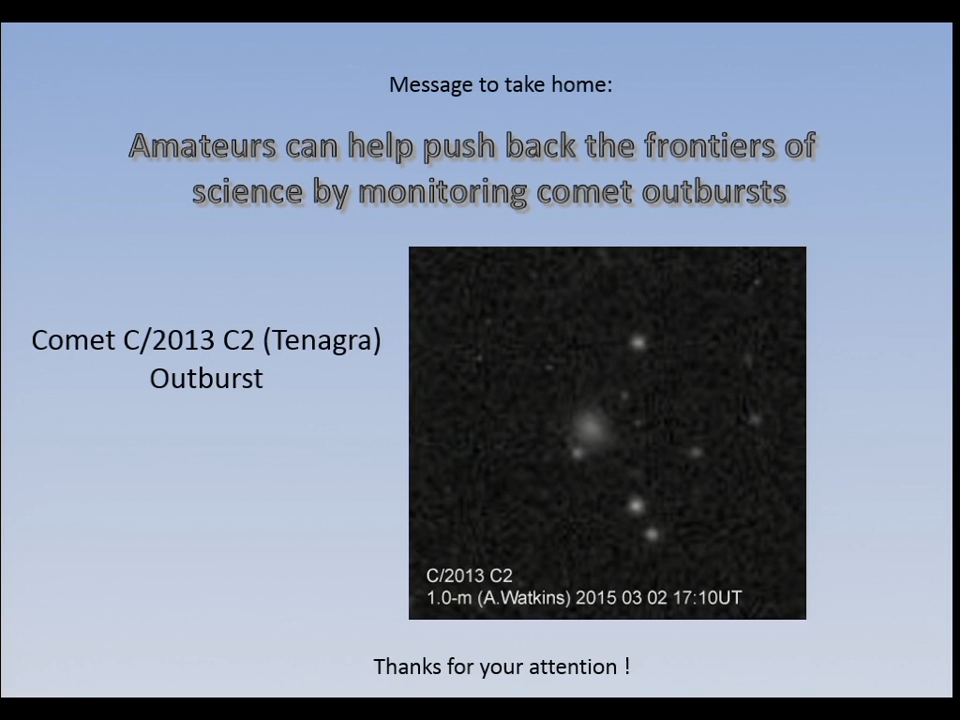 Message to take home:
Amateurs can help push back the frontiers of
science by monitoring comet outbursts
Comet C/2013 C2 (Tenagra)
Outburst
C/2013 C2
1.0-m (A.Watkins) 2015 03 02 17:10UT
Thanks for your attention !